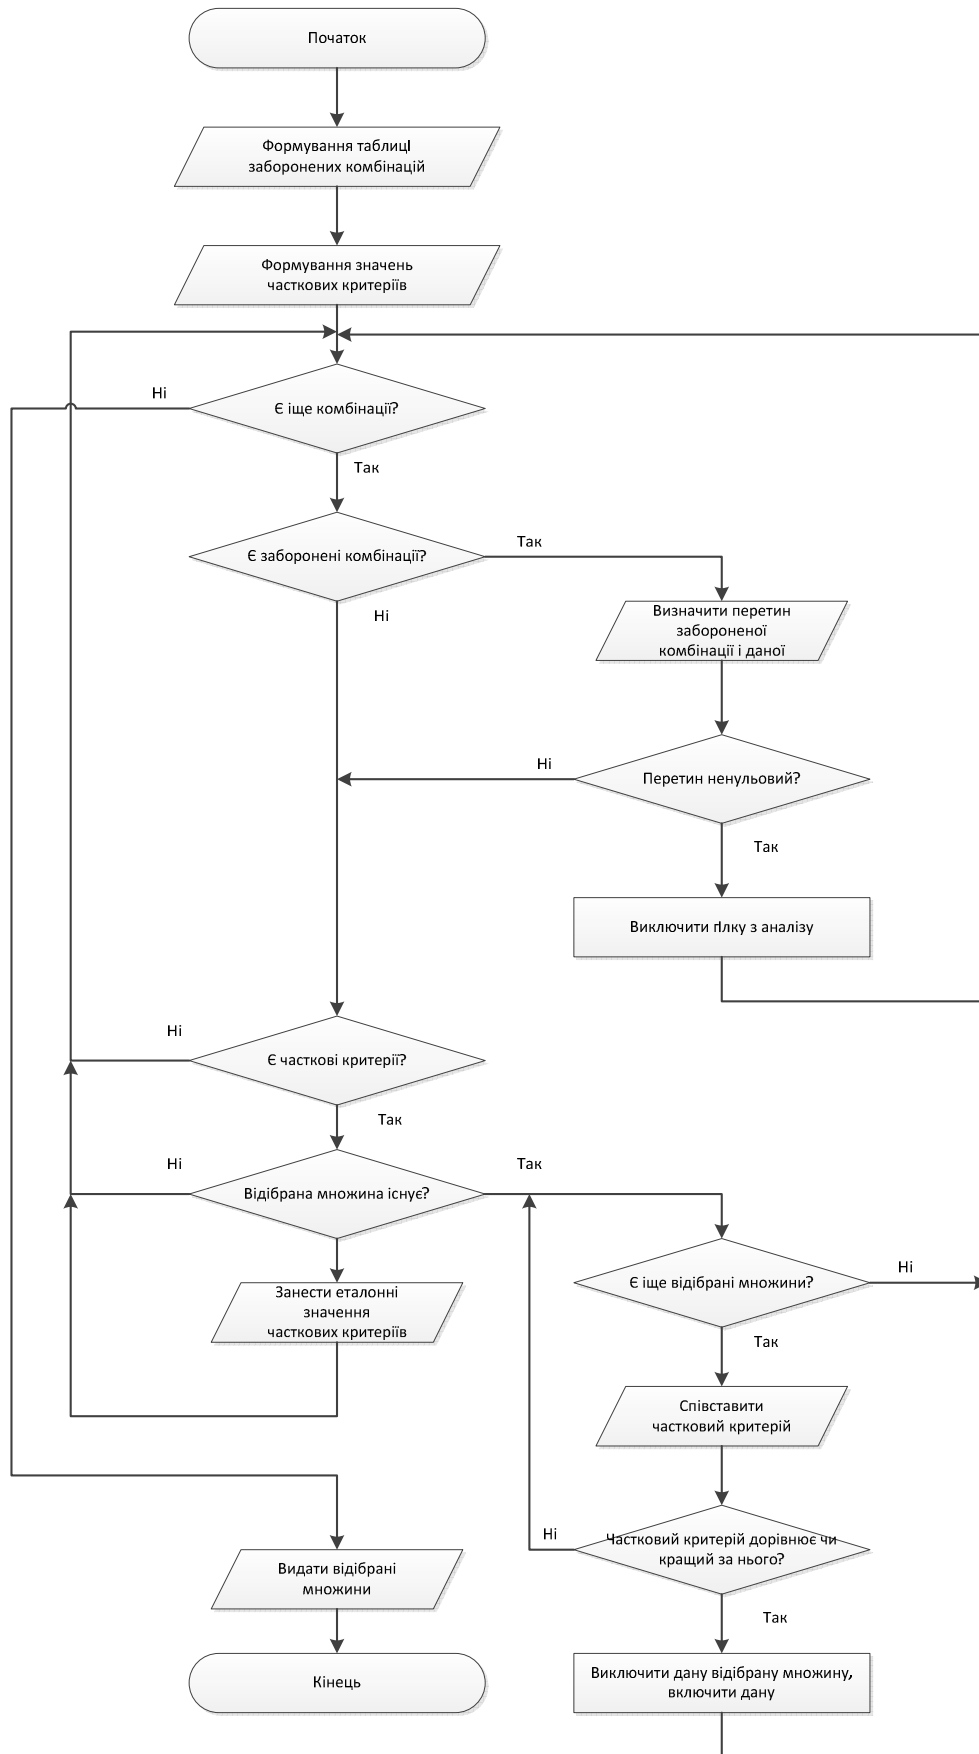 Початок
Формування таблиці
заборонених комбінацій
Формування значень
часткових критеріїв
Ні
Є іще комбінації?
Так
Є заборонені комбінації?
Так
Ні
Визначити перетин
забороненої
комбінації і даної
Ні
Перетин ненульовий?
Так
Виключити гілку з аналізу
Ні
Є часткові критерії?
Так
Ні
Відібрана множина існує?
Так
Є іще відібрані множини?
Ні
Занести еталонні
значення
часткових критеріїв
Так
Співставити
частковий критерій
Ні
Частковий критерій дорівнює чи
кращий за нього?
Видати відібрані
множини
Так
Кінець
Виключити дану відібрану множину,
включити дану